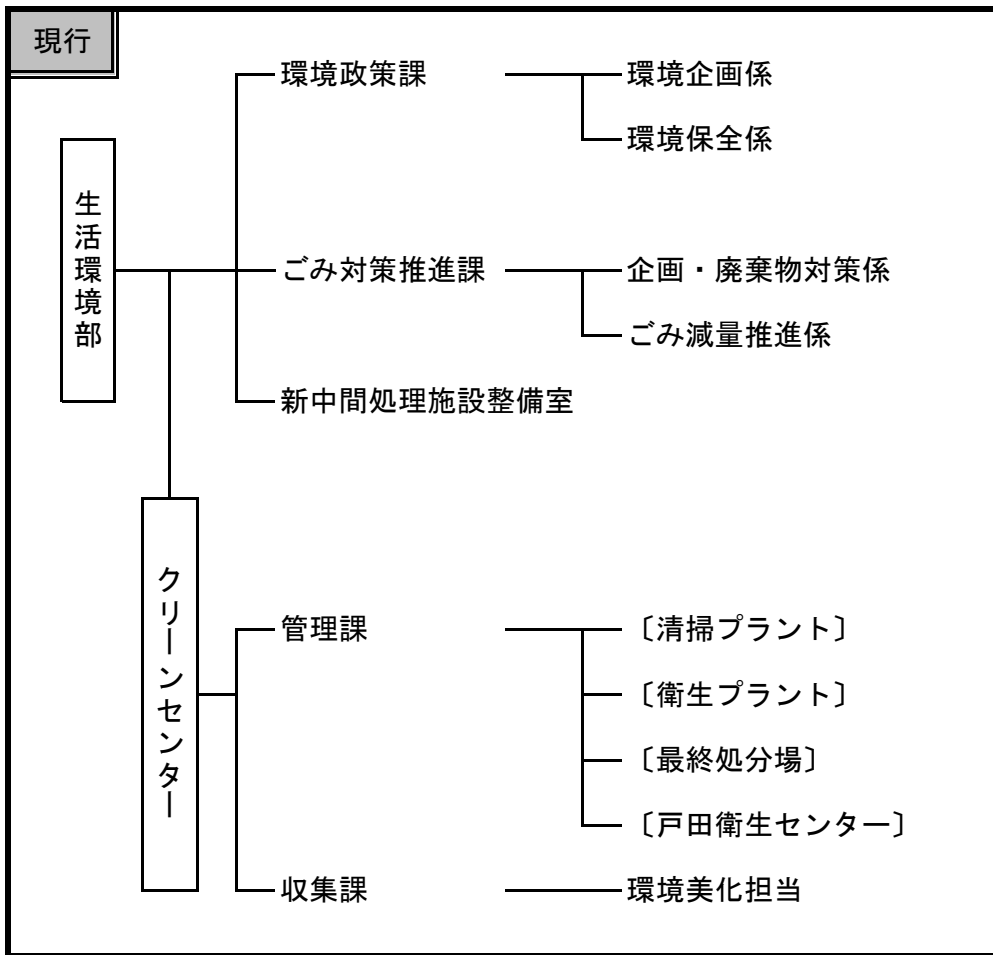 現行
環境政策課
環境企画係
環境保全係
生活環境部
ごみ対策推進課
企画・廃棄物対策係
ごみ減量推進係
新中間処理施設整備室
クリーンセンター
管理課
〔清掃プラント〕
〔衛生プラント〕
〔最終処分場〕
〔戸田衛生センター〕
収集課
環境美化担当